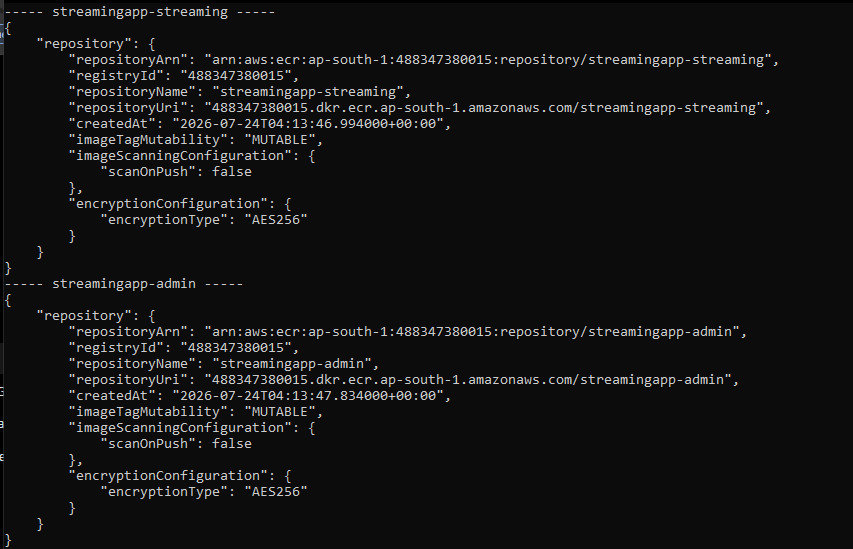 ----- streamingapp-streaming -----
{
    "repository": {
        "repositoryArn": "arn:aws:ecr:ap-south-1:488347380015:repository/streamingapp-streaming",
        "registryId": "488347380015",
        "repositoryName": "streamingapp-streaming",
        "repositoryUri": "488347380015.dkr.ecr.ap-south-1.amazonaws.com/streamingapp-streaming",
        "createdAt": "2026-07-24T04:13:46.994000+00:00",
        "imageTagMutability": "MUTABLE",
        "imageScanningConfiguration": {
            "scanOnPush": false
        },
        "encryptionConfiguration": {
            "encryptionType": "AES256"
        }
    }
}
----- streamingapp-admin -----
{
    "repository": {
        "repositoryArn": "arn:aws:ecr:ap-south-1:488347380015:repository/streamingapp-admin",
        "registryId": "488347380015",
        "repositoryName": "streamingapp-admin",
        "repositoryUri": "488347380015.dkr.ecr.ap-south-1.amazonaws.com/streamingapp-admin",
        "createdAt": "2026-07-24T04:13:47.834000+00:00",
        "imageTagMutability": "MUTABLE",
        "imageScanningConfiguration": {
            "scanOnPush": false
        },
        "encryptionConfiguration": {
            "encryptionType": "AES256"
        }
    }
}